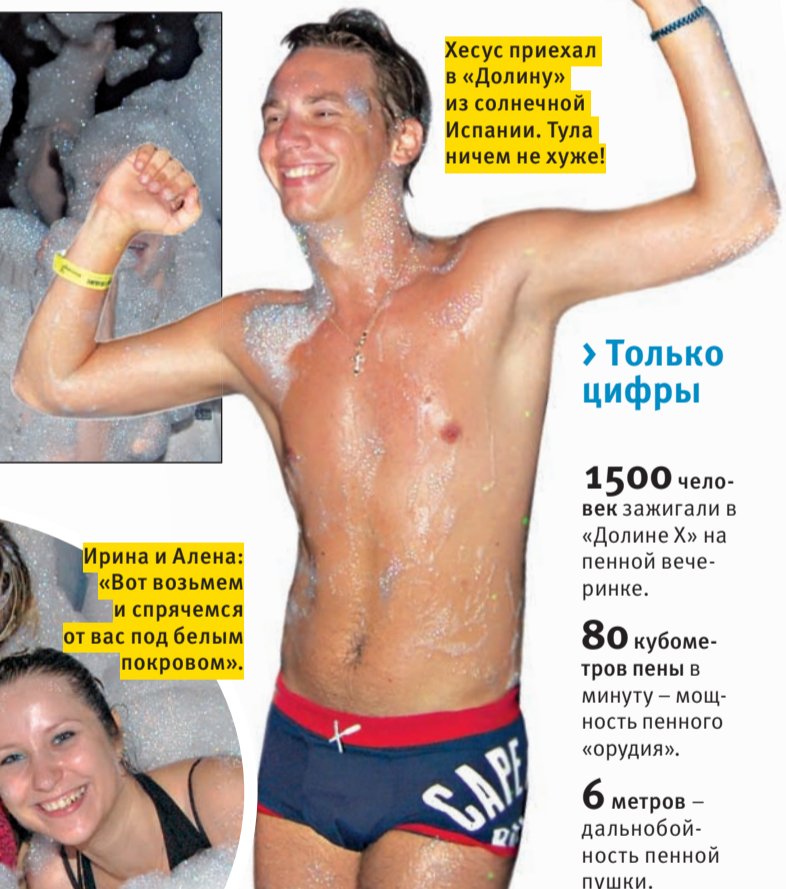 Хесус приехал
в «Долину»
из солнечной
Испании. Тула
ничем не хуже!
› Только
цифры
1500 чело-
век зажигали в
«Долине Х» на
пенной вече-
ринке.
80 кубоме-
тров пены в
минуту – мощ-
ность пенного
«орудия».
6 метров –
дальнобой-
ность пенной
пушки.
Ирина и Алена:
«Вот возьмем
и спрячемся
от вас под белым
покровом».
CAPE